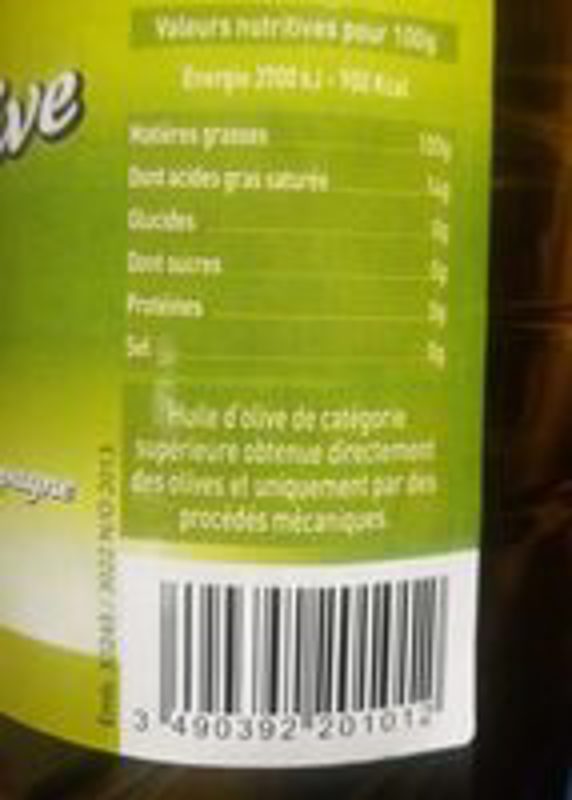 Valeurs nutritives pour 100g
Energie 3700 kJ - 900 Kcal
Matières grasses 100g
Dont acides gras saturés 14g
Glucides 0g
Dont sucres 0g
Protéines 0g
Sel 0g
Huile d'olive de catégorie
supérieure obtenue directement
des olives et uniquement par des
procédés mécaniques.
3 490392 201012
ive